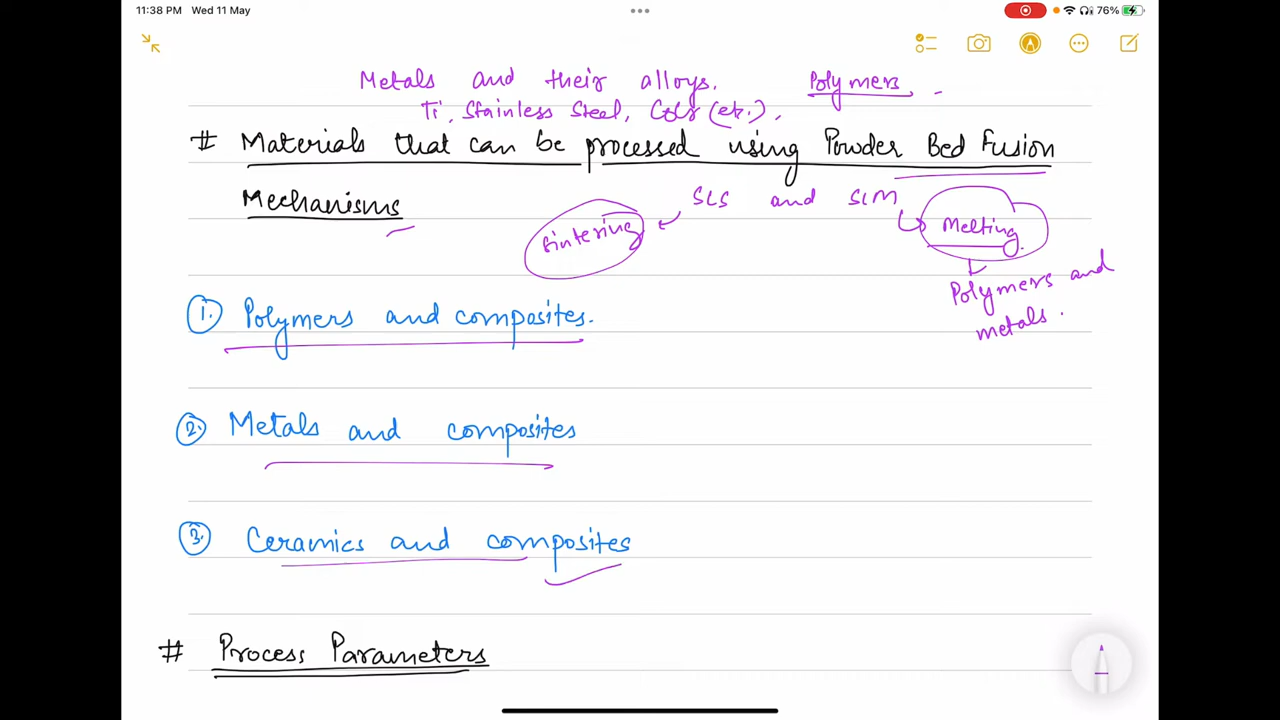 11:38 PM Wed 11 May
76%
Metals and their alloys. Polymers
Ti, Stainless Steel, CoCr (etc.),
# Materials that can be processed using Powder Bed Fusion
Mechanisms
SLS and SLM
Sintering
Melting
Polymers and
metals.
1. Polymers and composites.
2. Metals and composites
3. Ceramics and composites
# Process Parameters